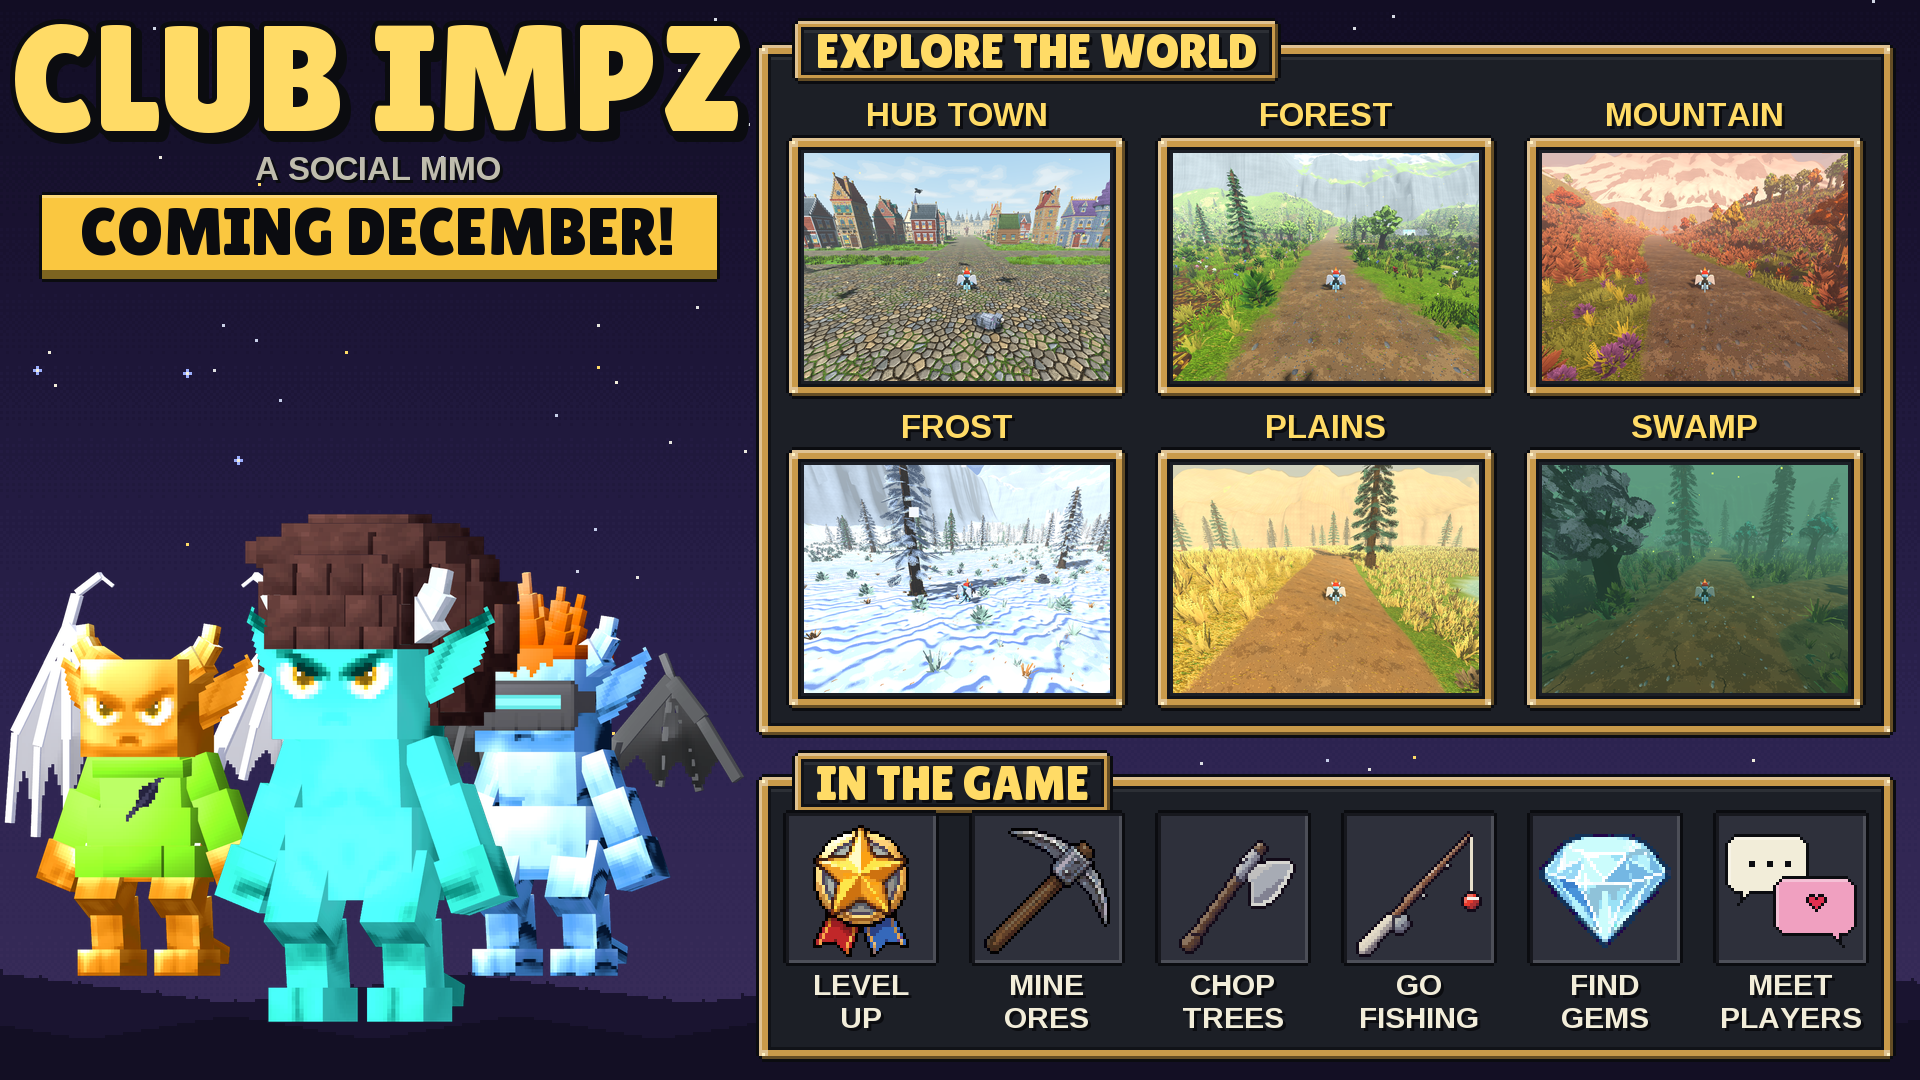 CLUB IMPZ
A SOCIAL MMO
COMING DECEMBER!
EXPLORE THE WORLD
HUB TOWN
FOREST
MOUNTAIN
FROST
PLAINS
SWAMP
IN THE GAME
LEVEL
UP
MINE
ORES
CHOP
TREES
GO
FISHING
FIND
GEMS
MEET
PLAYERS